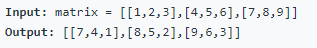 Input: matrix = [[1,2,3],[4,5,6],[7,8,9]]
Output: [[7,4,1],[8,5,2],[9,6,3]]